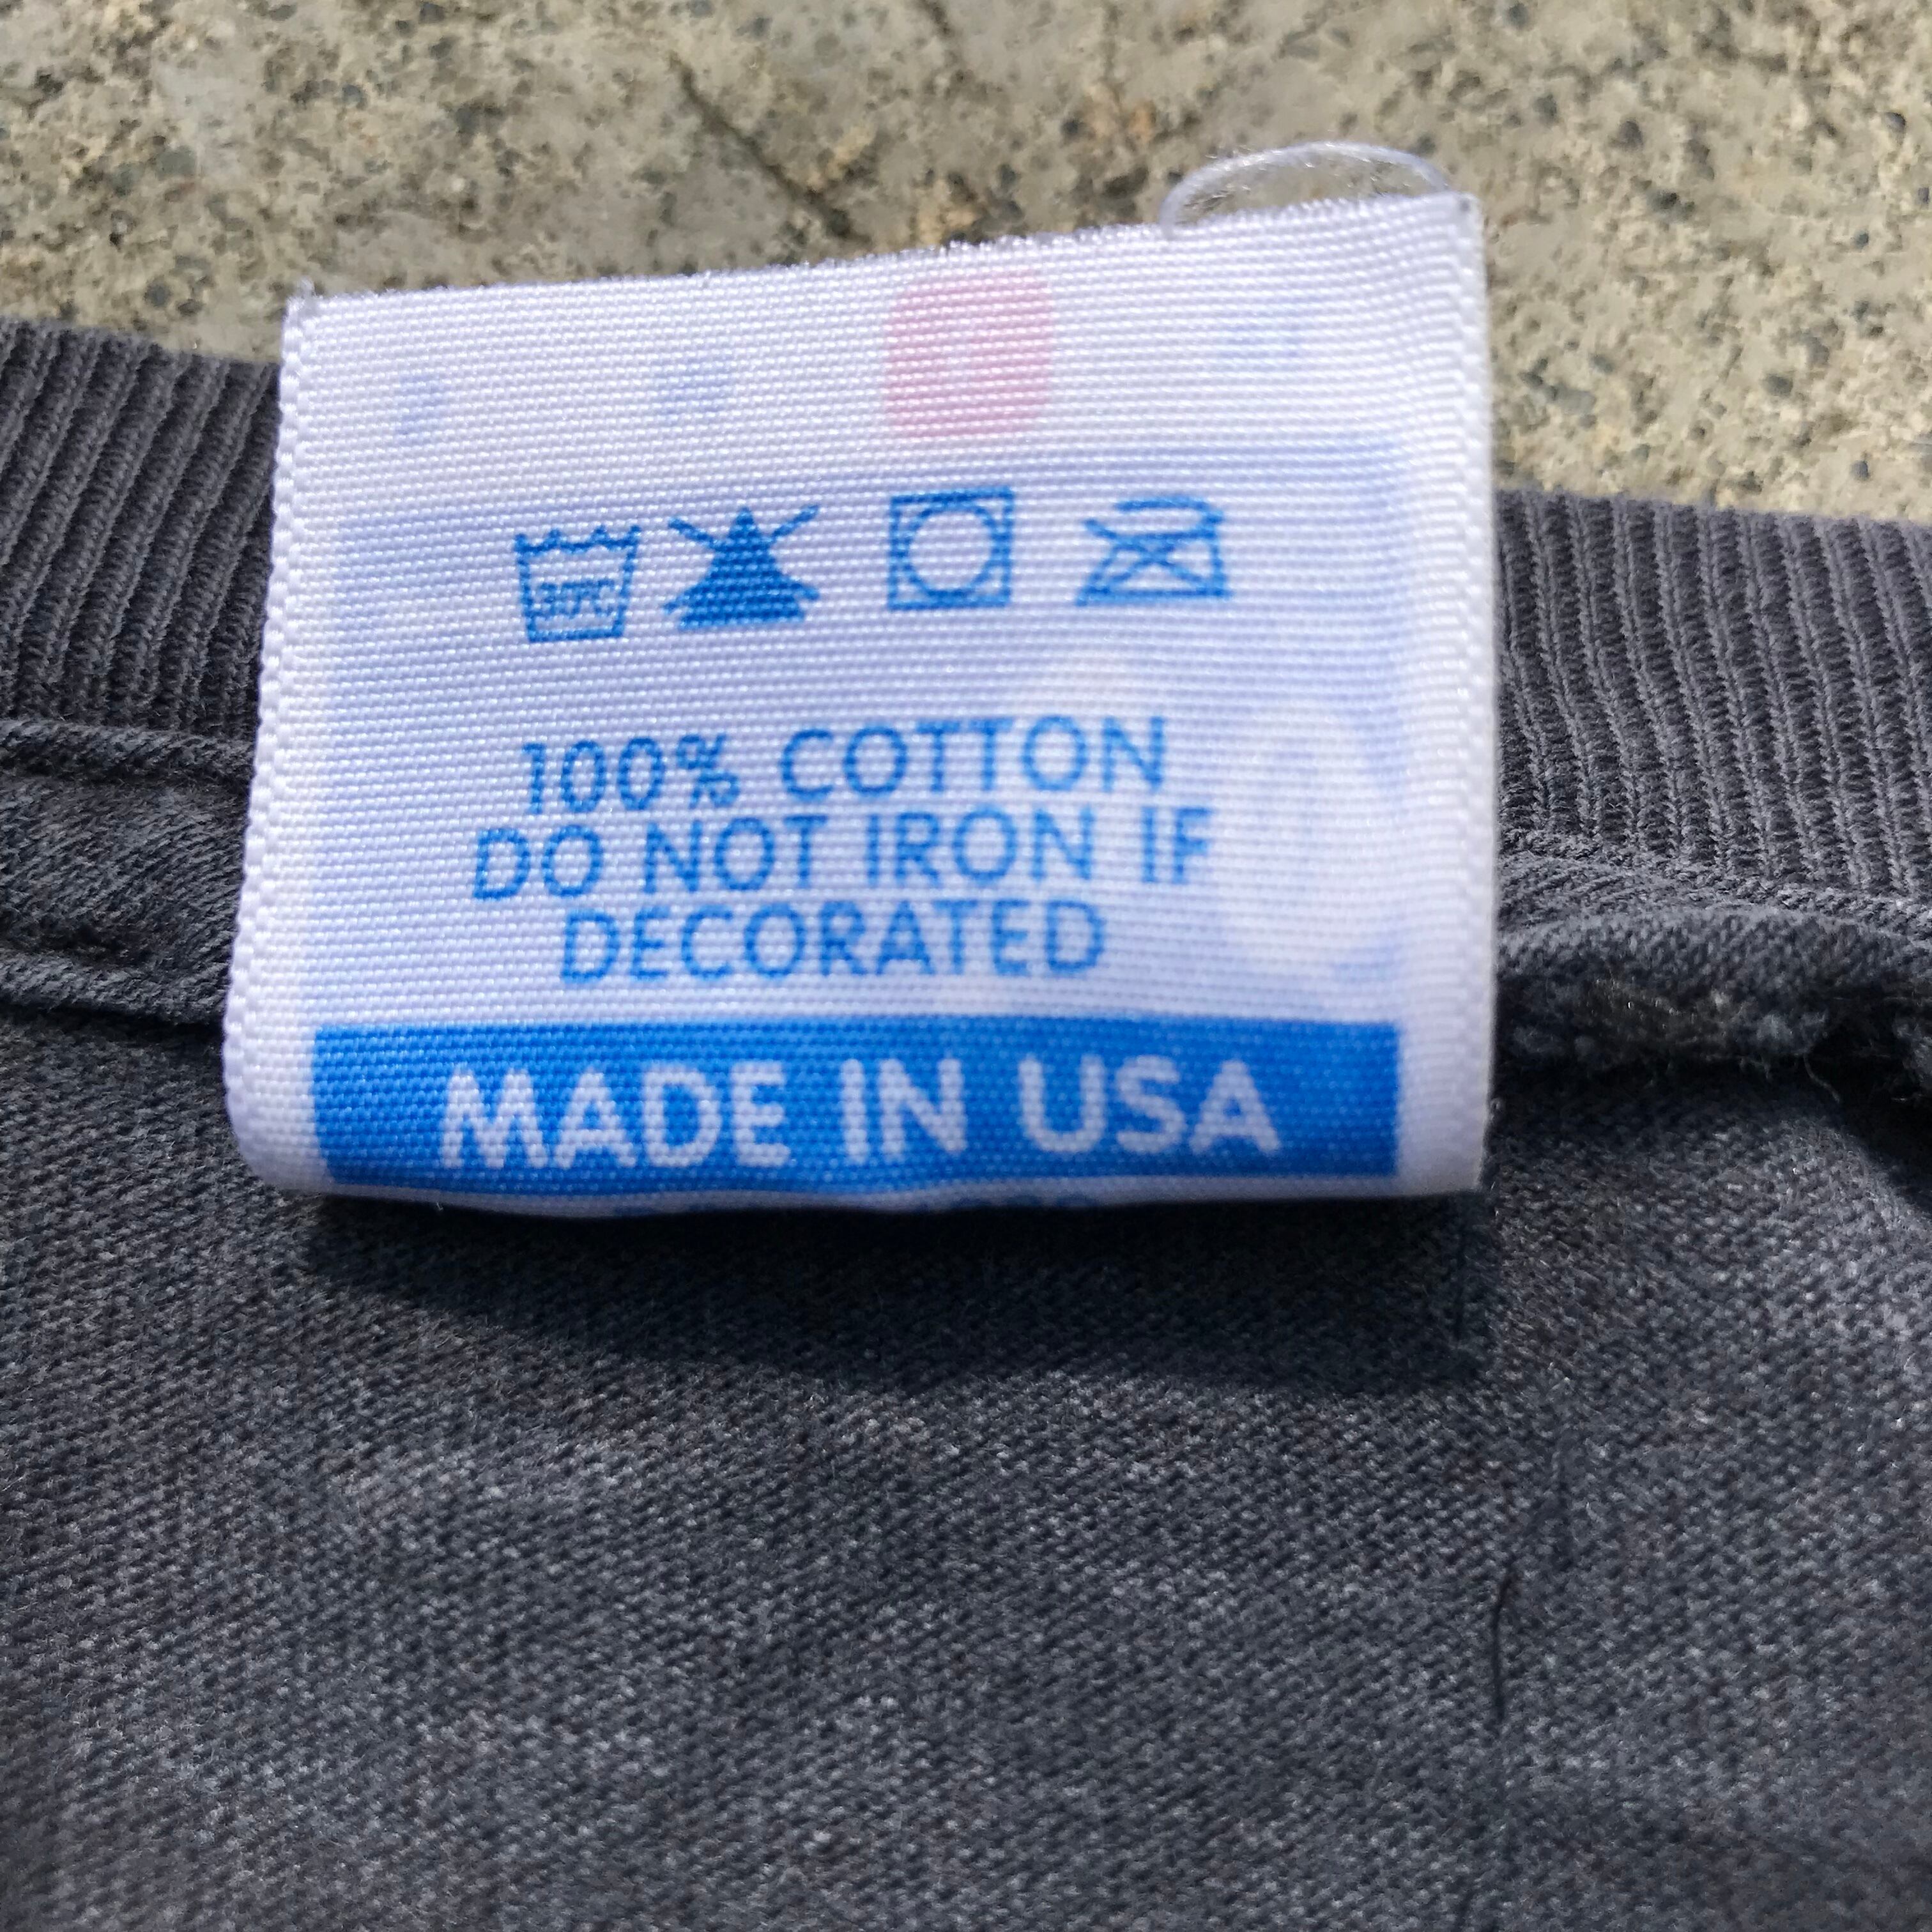 30°C
100% COTTON
DO NOT IRON IF
DECORATED
MADE IN USA